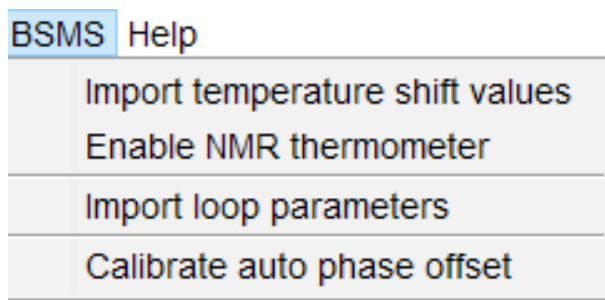 BSMS Help
Import temperature shift values
Enable NMR thermometer
Import loop parameters
Calibrate auto phase offset